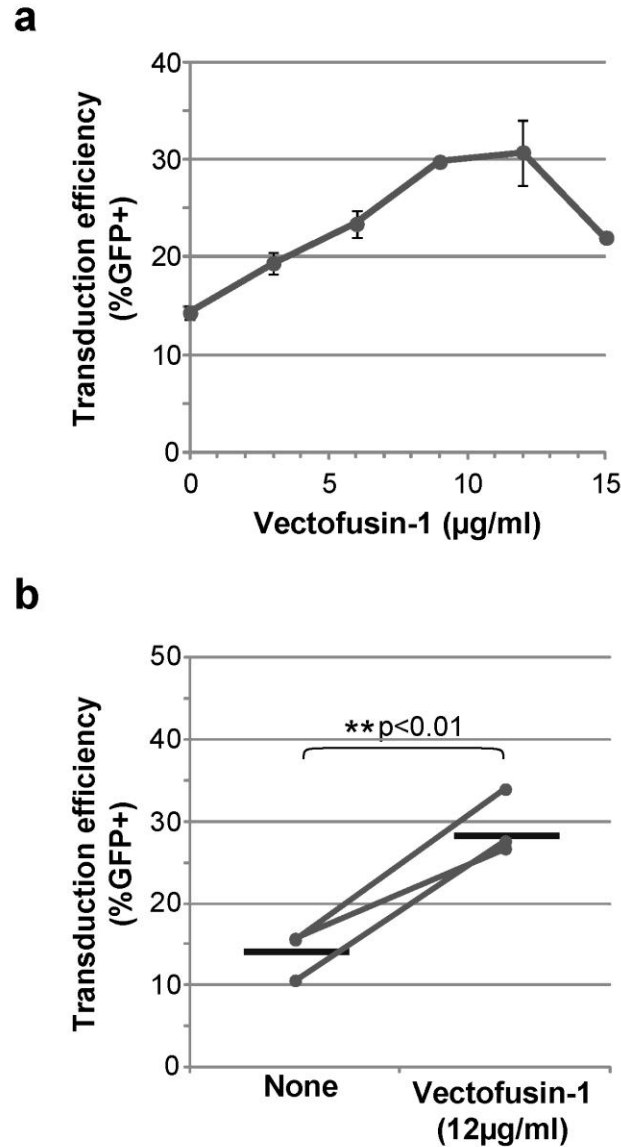 a
Transduction efficiency
(%GFP+)
40
30
20
10
0
0
5
10
15
Vectofusin-1 (µg/ml)
b
Transduction efficiency
(%GFP+)
50
40
30
20
10
0
**p<0.01
None
Vectofusin-1
(12µg/ml)